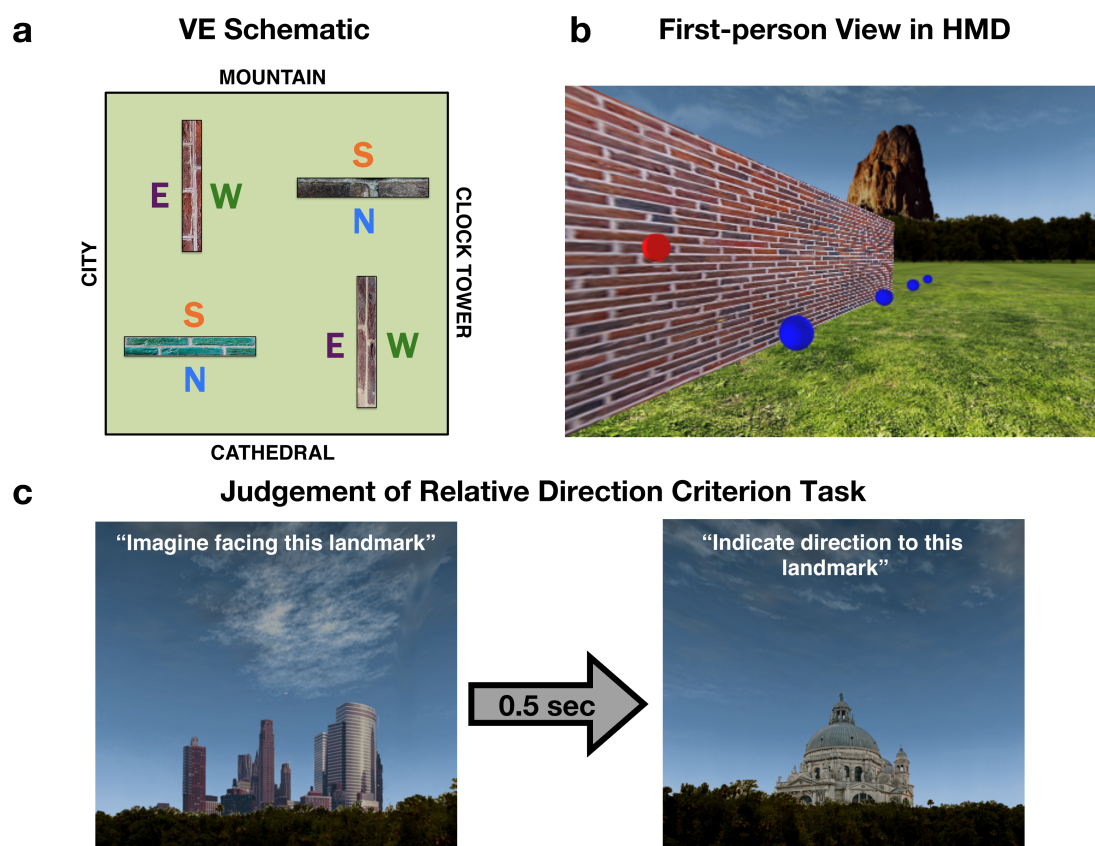 a
VE Schematic
b
First-person View in HMD
MOUNTAIN
S
E
W
N
CITY
CLOCK TOWER
S
E
W
N
CATHEDRAL
c
Judgement of Relative Direction Criterion Task
“Imagine facing this landmark”
“Indicate direction to this
landmark”
0.5 sec